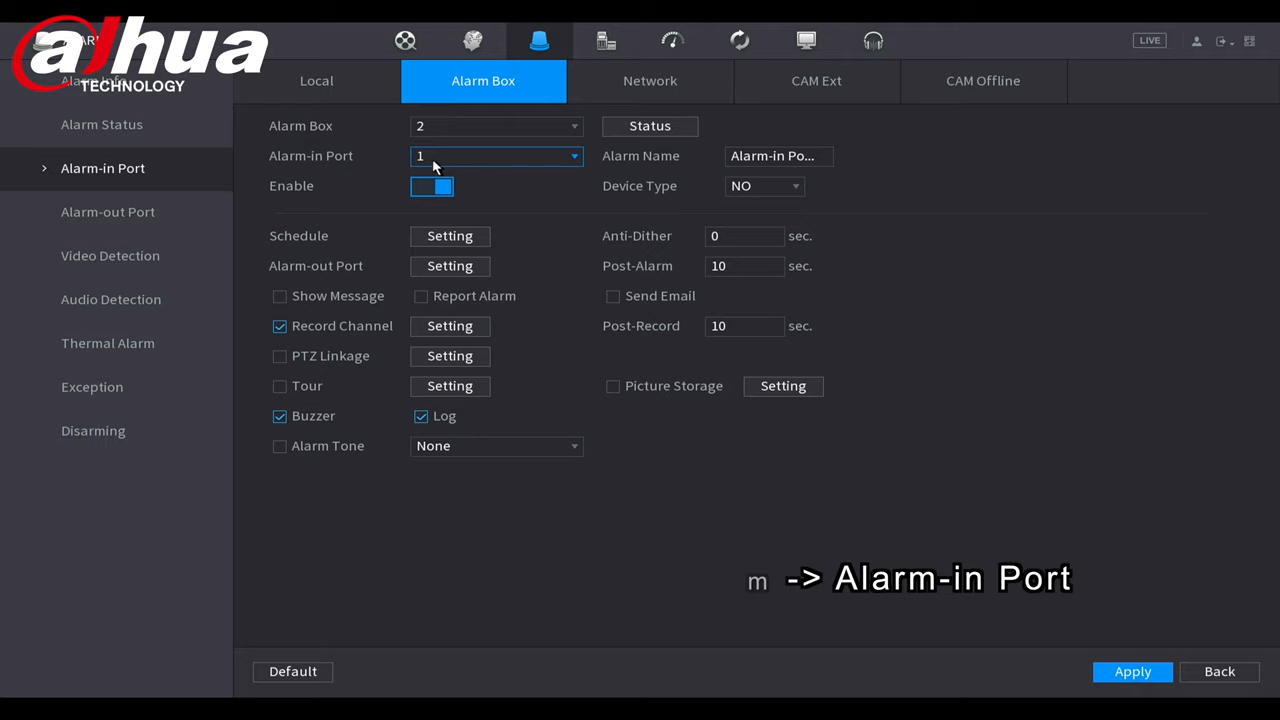 alhua
TECHNOLOGY
LIVE
Alarm Info
Local
Alarm Box
Network
CAM Ext
CAM Offline
Alarm Status
Alarm-in Port
Alarm-out Port
Video Detection
Audio Detection
Thermal Alarm
Exception
Disarming
Alarm Box 2 Status
Alarm-in Port 1 Alarm Name Alarm-in Po...
Enable Device Type NO
Schedule Setting Anti-Dither 0 sec.
Alarm-out Port Setting Post-Alarm 10 sec.
Show Message Report Alarm Send Email
Record Channel Setting Post-Record 10 sec.
PTZ Linkage Setting
Tour Setting Picture Storage Setting
Buzzer Log
Alarm Tone None
m -> Alarm-in Port
Default Apply Back